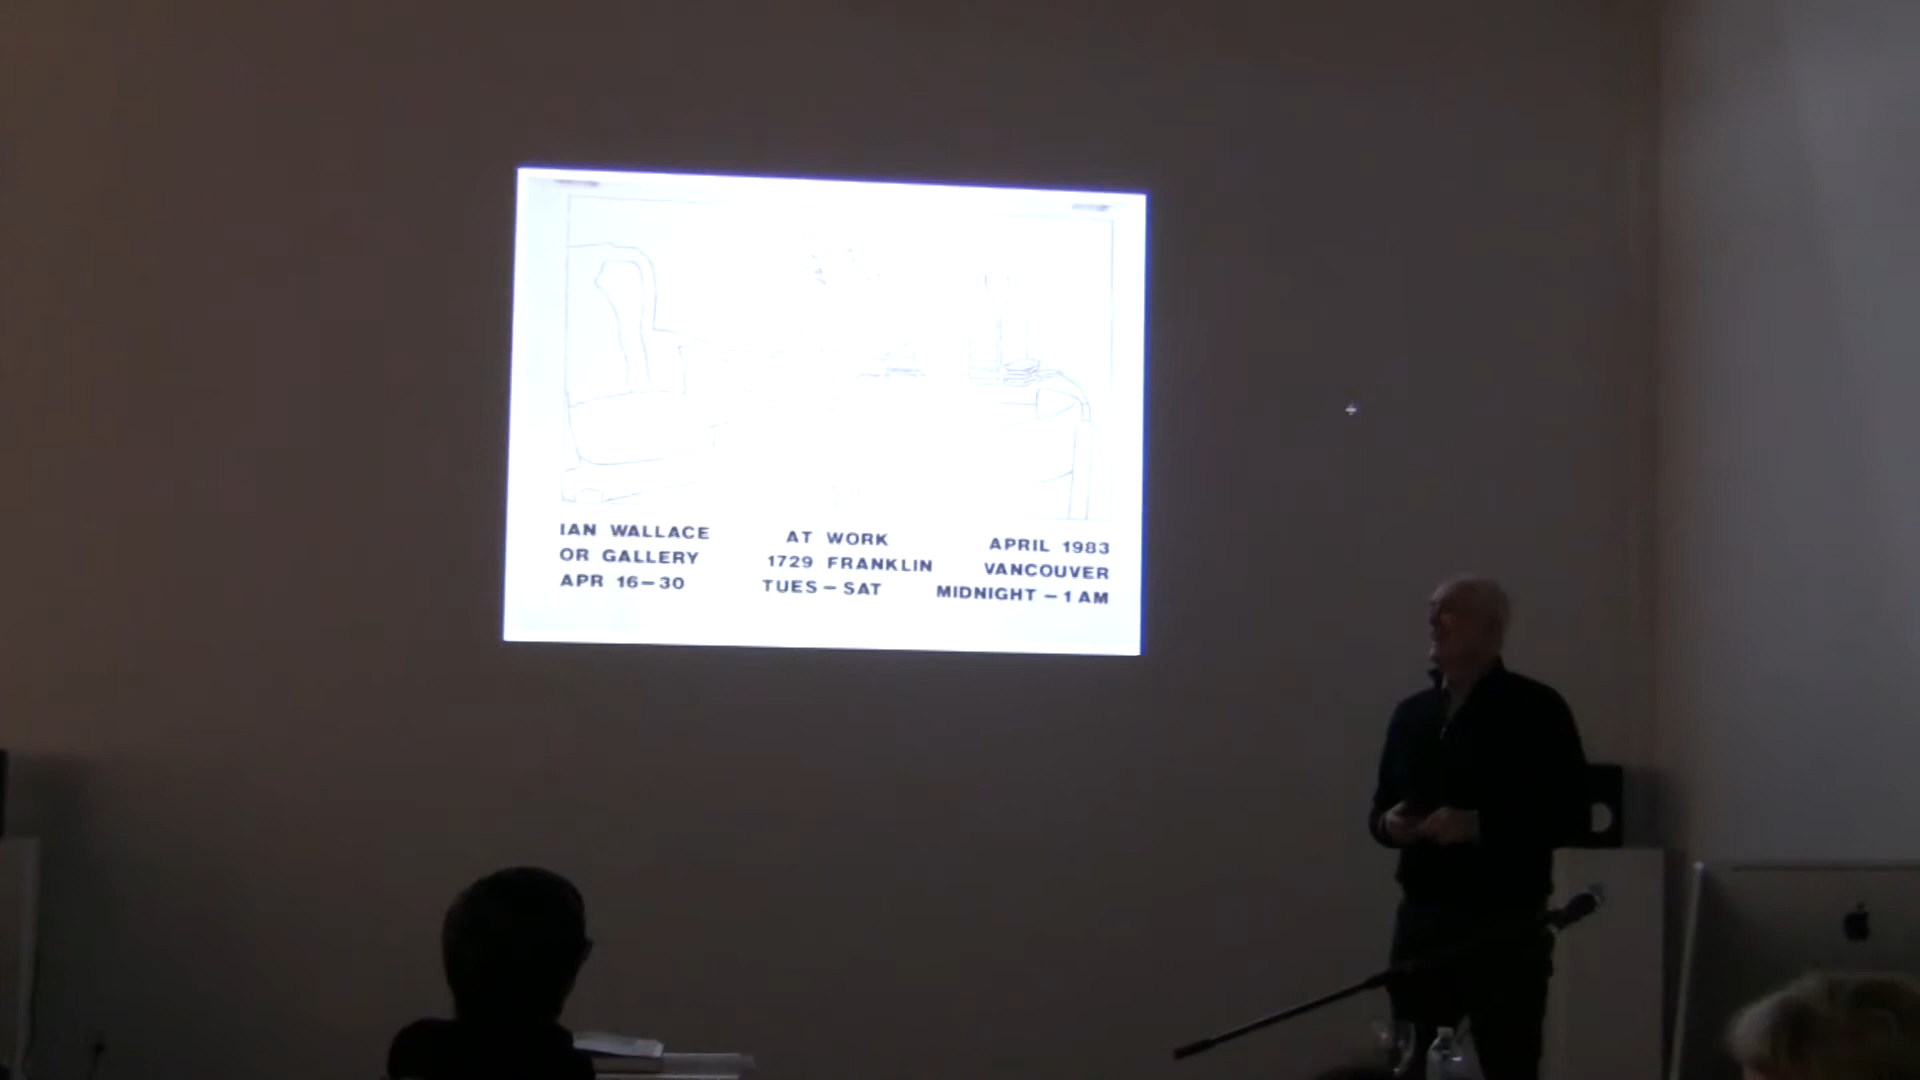 IAN WALLACE AT WORK APRIL 1983
OR GALLERY 1729 FRANKLIN VANCOUVER
APR 16–30 TUES – SAT MIDNIGHT – 1 AM